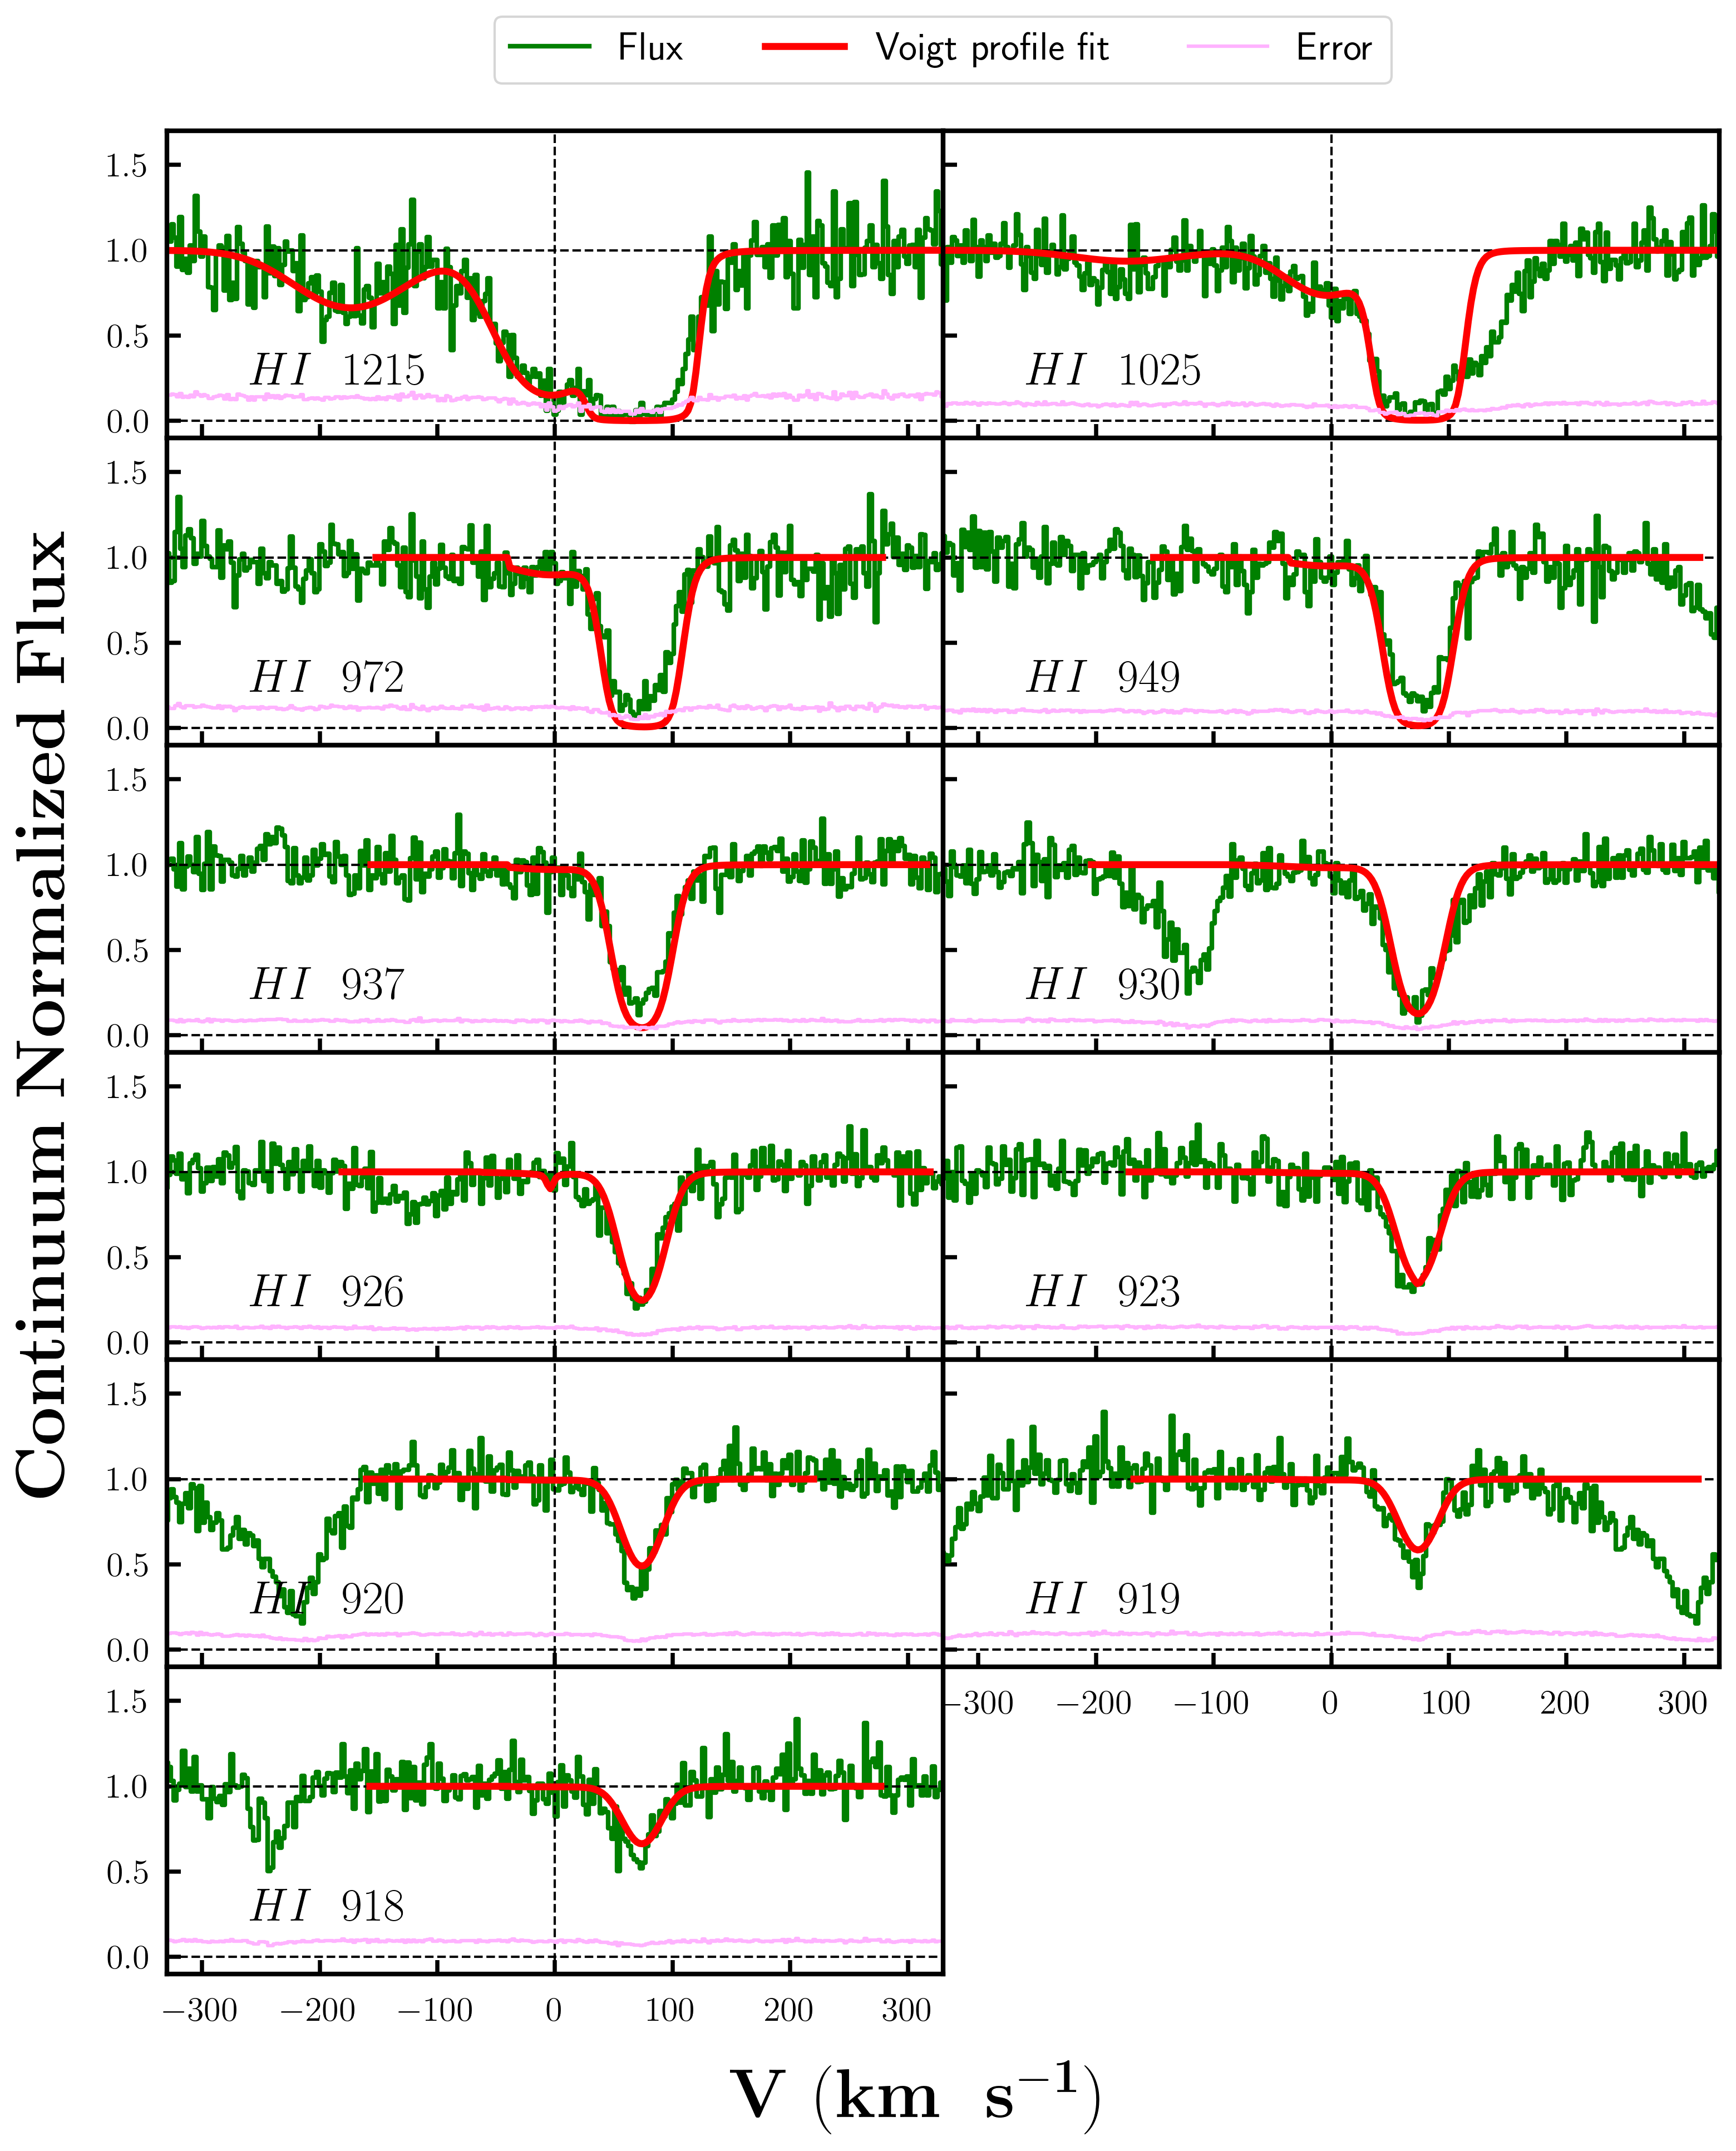 Flux Voigt profile fit Error
Continuum Normalized Flux
1.5
1.0
0.5
0.0
HI 1215
HI 1025
1.5
1.0
0.5
0.0
HI 972
HI 949
1.5
1.0
0.5
0.0
HI 937
HI 930
1.5
1.0
0.5
0.0
HI 926
HI 923
1.5
1.0
0.5
0.0
HI 920
HI 919
−300 −200 −100 0 100 200 300
1.5
1.0
0.5
0.0
HI 918
−300 −200 −100 0 100 200 300
V (km s⁻¹)